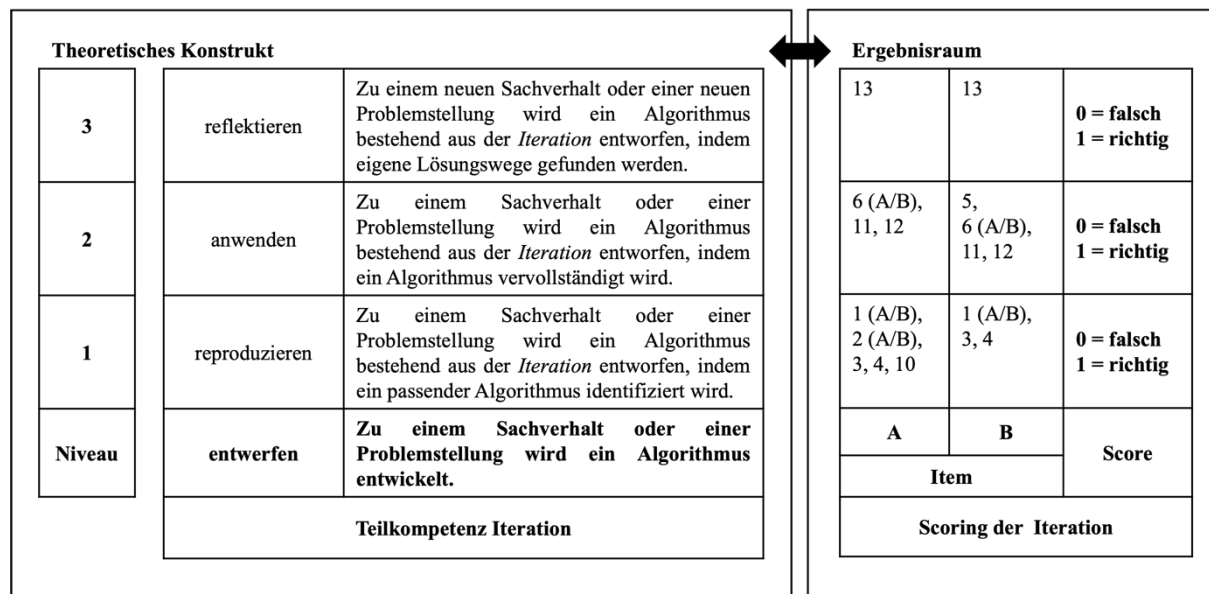 Theoretisches Konstrukt
3
reflektieren
Zu einem neuen Sachverhalt oder einer neuen
Problemstellung wird ein Algorithmus
bestehend aus der Iteration entworfen, indem
eigene Lösungswege gefunden werden.
2
anwenden
Zu einem Sachverhalt oder einer
Problemstellung wird ein Algorithmus
bestehend aus der Iteration entworfen, indem
ein Algorithmus vervollständigt wird.
1
reproduzieren
Zu einem Sachverhalt oder einer
Problemstellung wird ein Algorithmus
bestehend aus der Iteration entworfen, indem
ein passender Algorithmus identifiziert wird.
Niveau
entwerfen
Zu einem Sachverhalt oder einer
Problemstellung wird ein Algorithmus
entwickelt.
Teilkompetenz Iteration
Ergebnisraum
13
13
0 = falsch
1 = richtig
6 (A/B),
11, 12
5,
6 (A/B),
11, 12
0 = falsch
1 = richtig
1 (A/B),
2 (A/B),
3, 4, 10
1 (A/B),
3, 4
0 = falsch
1 = richtig
A
B
Item
Score
Scoring der Iteration